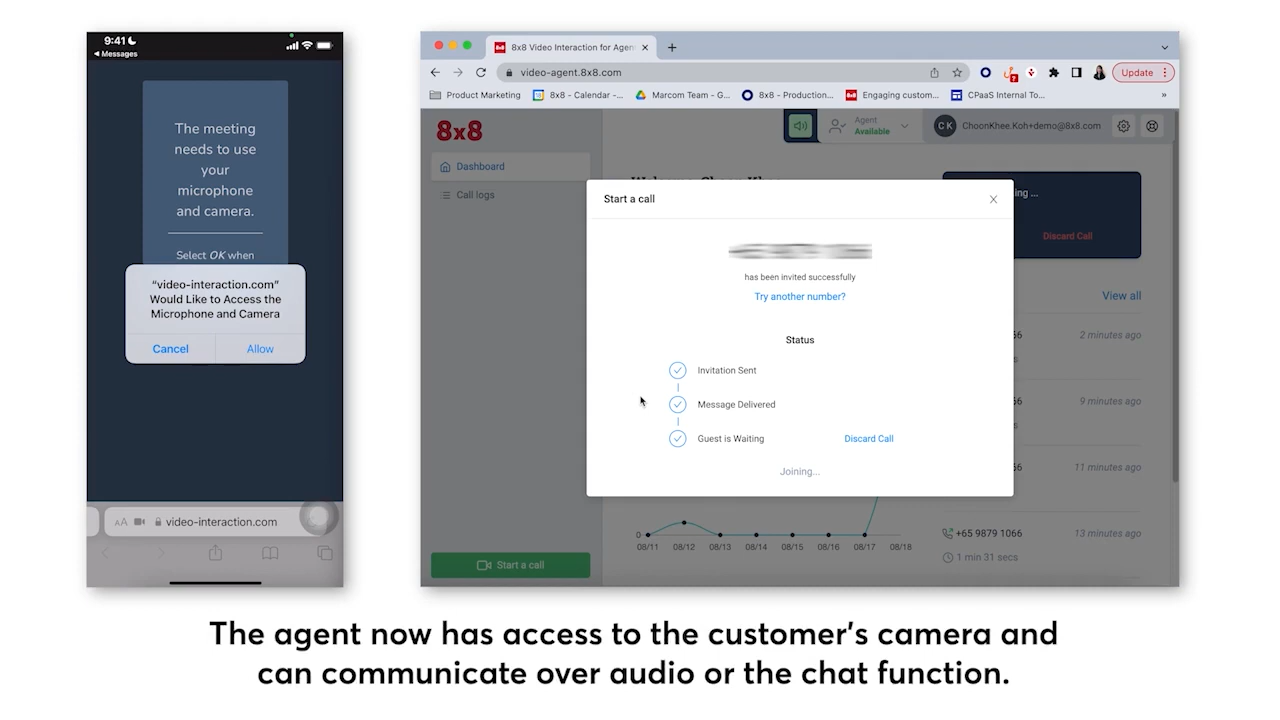 9:41
◀ Messages
The meeting
needs to use
your
microphone
and camera.
Select OK when
"video-interaction.com"
Would Like to Access the
Microphone and Camera
Cancel
Allow
AA
video-interaction.com
8x8 Video Interaction for Agen
video-agent.8x8.com
Update
Product Marketing
8x8 - Calendar -...
Marcom Team - G...
8x8 - Production...
Engaging custom...
CPaaS Internal To...
»
8x8
Agent
Available
CK
ChoonKhee.Koh+demo@8x8.com
Dashboard
Call logs
Start a call
ing ...
Discard Call
has been invited successfully
Try another number?
View all
Status
66
2 minutes ago
s
Invitation Sent
66
9 minutes ago
Message Delivered
s
Guest is Waiting
Discard Call
66
11 minutes ago
Joining...
s
0
08/11
08/12
08/13
08/14
08/15
08/16
08/17
08/18
+65 9879 1066
13 minutes ago
1 min 31 secs
Start a call
The agent now has access to the customer's camera and
can communicate over audio or the chat function.